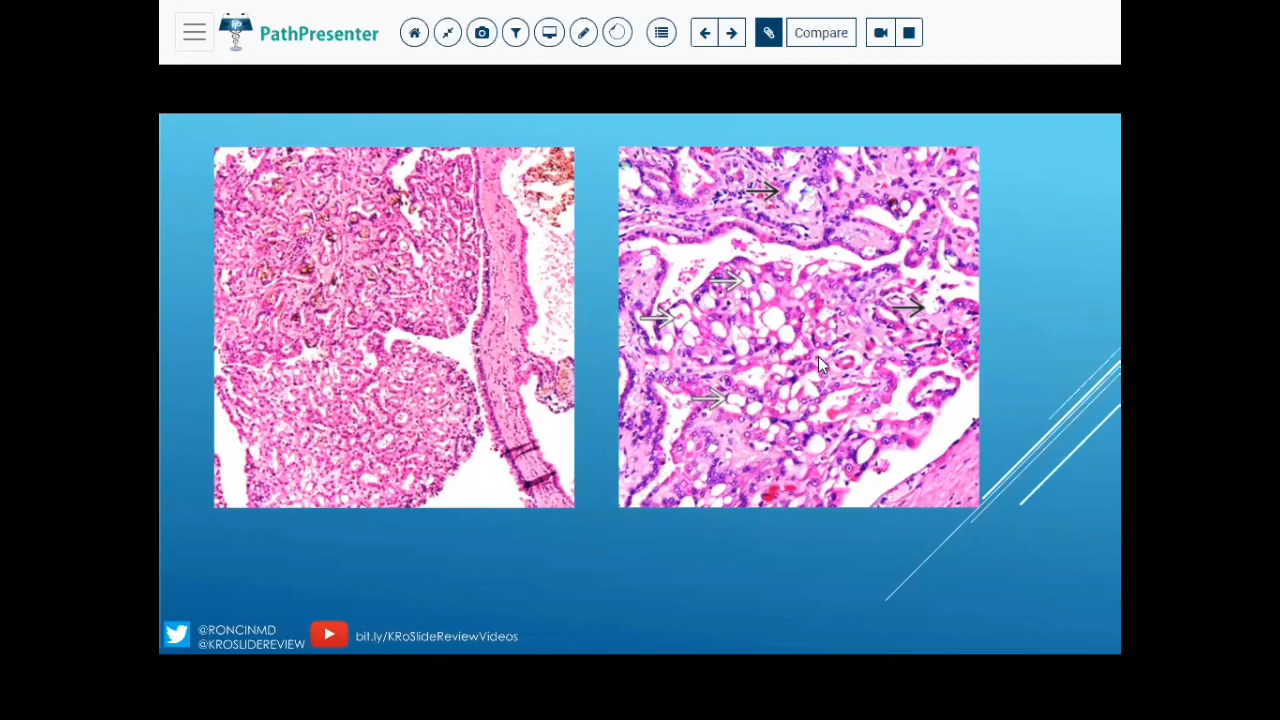 PathPresenter
Compare
@RONCINMD
@KROSLIDEREVIEW
bit.ly/KRoSlideReviewVideos